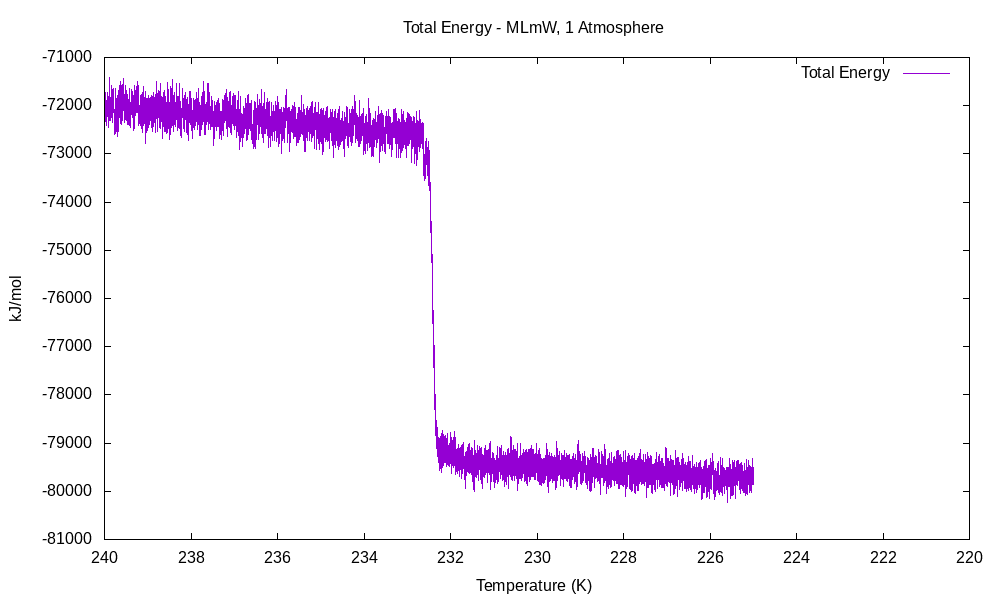 Total Energy - MLmW, 1 Atmosphere
Total Energy
-71000
-72000
-73000
-74000
-75000
-76000
-77000
-78000
-79000
-80000
-81000
kJ/mol
240 238 236 234 232 230 228 226 224 222 220
Temperature (K)